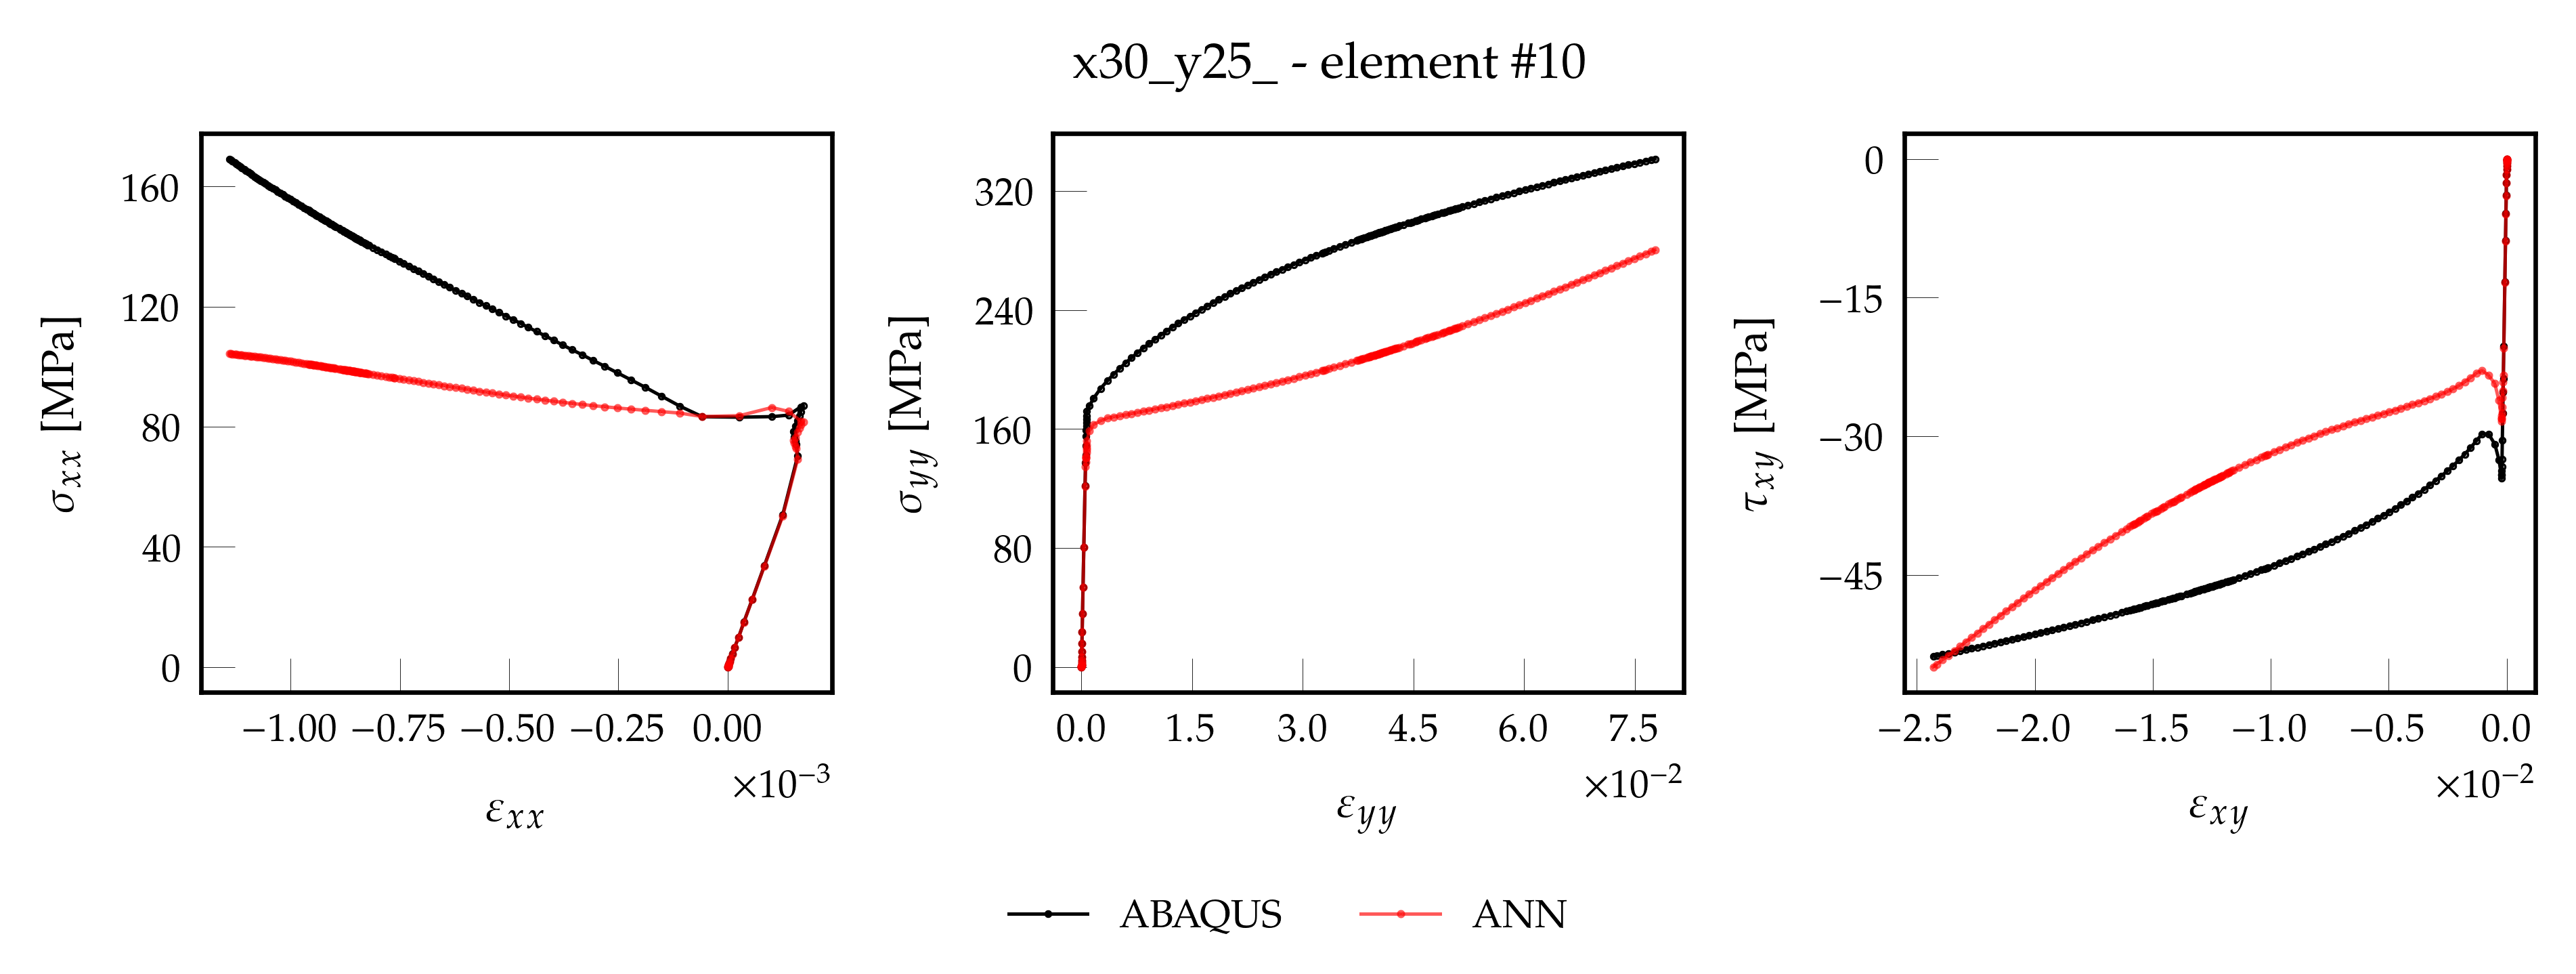 x30_y25_ - element #10
σxx [MPa]
160
120
80
40
0
−1.00 −0.75 −0.50 −0.25 0.00
×10−3
εxx
σyy [MPa]
320
240
160
80
0
0.0 1.5 3.0 4.5 6.0 7.5
×10−2
εyy
τxy [MPa]
0
−15
−30
−45
−2.5 −2.0 −1.5 −1.0 −0.5 0.0
×10−2
εxy
ABAQUS ANN